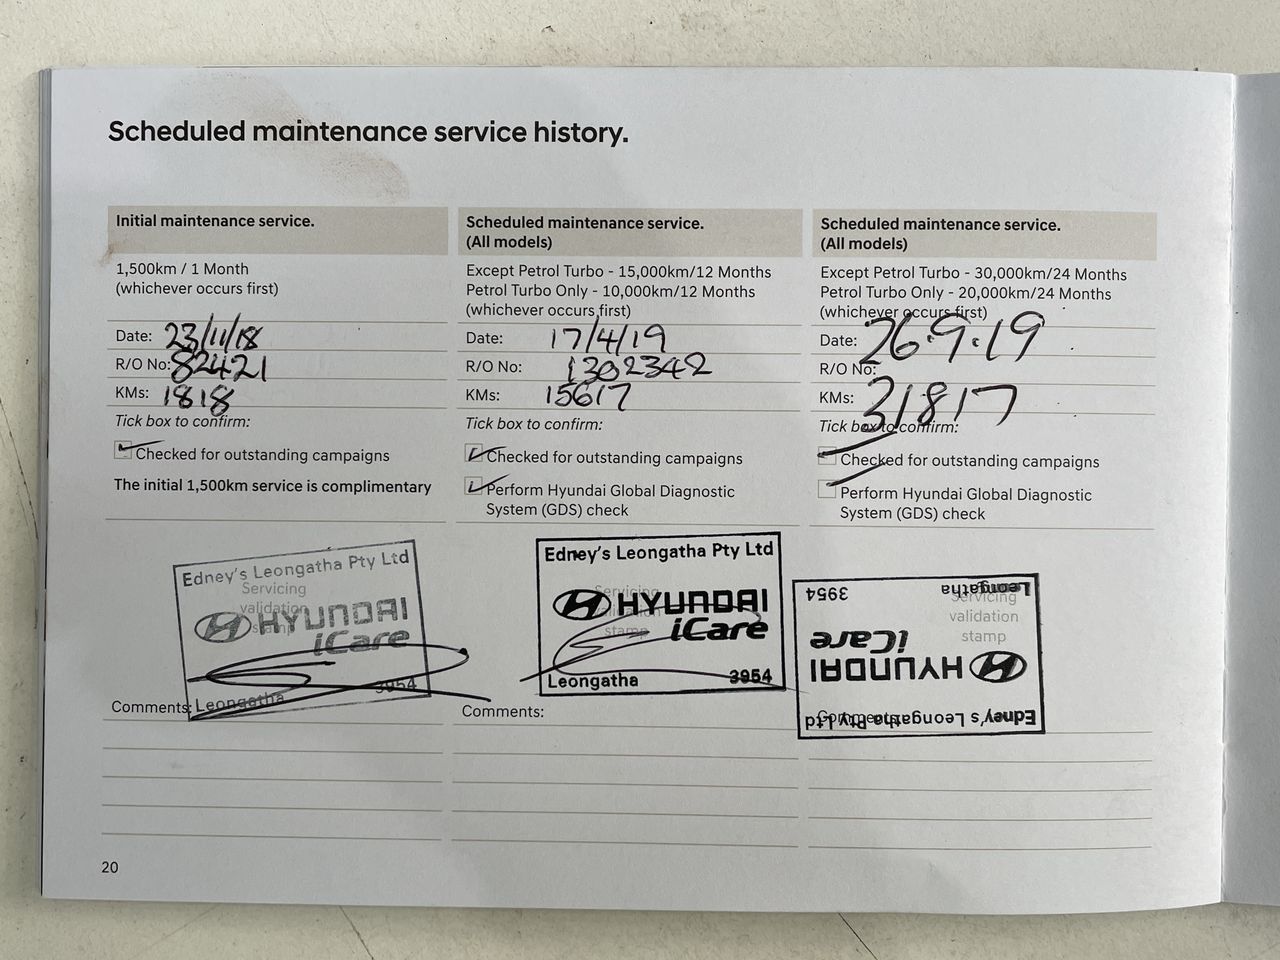 Scheduled maintenance service history.
Initial maintenance service.
1,500km / 1 Month
(whichever occurs first)
Date: 23/11/18
R/O No: 82421
KMs: 1818
Tick box to confirm:
Checked for outstanding campaigns
The initial 1,500km service is complimentary
Edney's Leongatha Pty Ltd
Servicing
validation
stamp
HYUNDAI
iCare
Leongatha 3954
Comments:
Scheduled maintenance service.
(All models)
Except Petrol Turbo - 15,000km/12 Months
Petrol Turbo Only - 10,000km/12 Months
(whichever occurs first)
Date: 17/4/19
R/O No: 1302342
KMs: 15617
Tick box to confirm:
Checked for outstanding campaigns
Perform Hyundai Global Diagnostic
System (GDS) check
Edney's Leongatha Pty Ltd
Servicing
validation
stamp
HYUNDAI
iCare
Leongatha 3954
Comments:
Scheduled maintenance service.
(All models)
Except Petrol Turbo - 30,000km/24 Months
Petrol Turbo Only - 20,000km/24 Months
(whichever occurs first)
Date: 26.9.19
R/O No:
KMs: 31817
Tick box to confirm:
Checked for outstanding campaigns
Perform Hyundai Global Diagnostic
System (GDS) check
Servicing
validation
stamp
Edney's Leongatha Pty Ltd
HYUNDAI
iCare
Leongatha 3954
Comments:
20